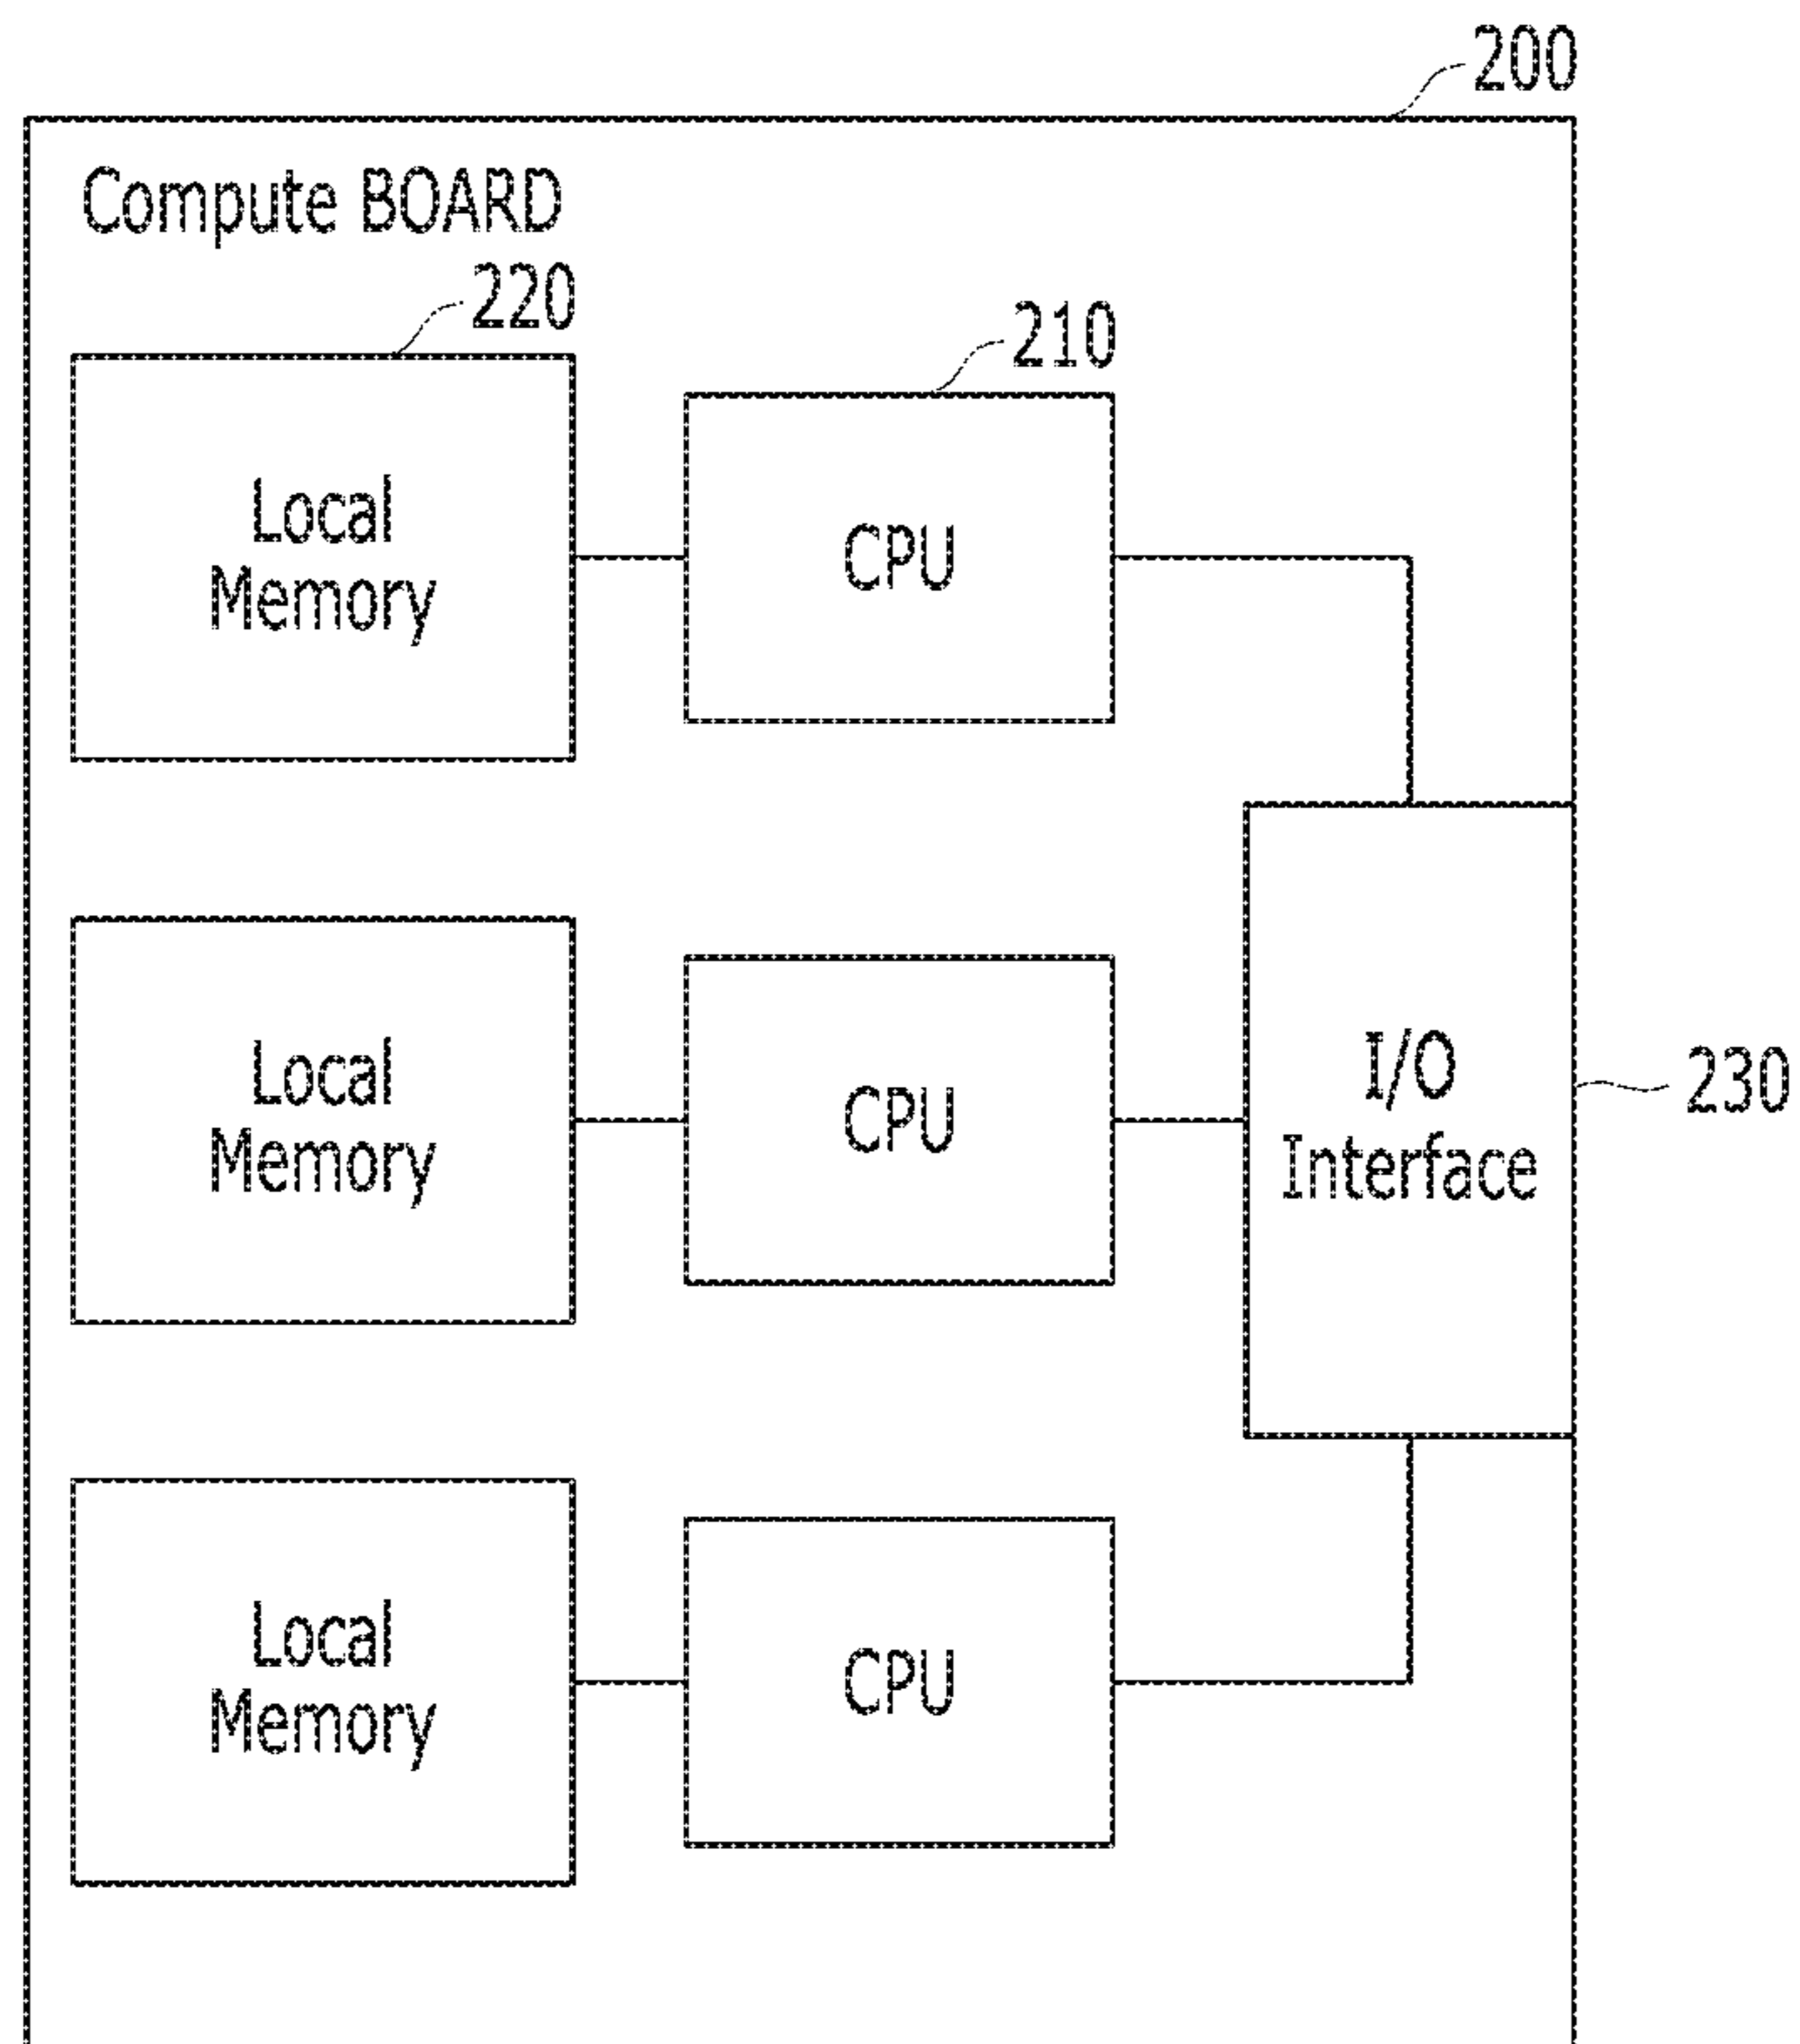 200
Compute BOARD
220
210
Local
Memory
CPU
Local
Memory
CPU
I/O
Interface
230
Local
Memory
CPU